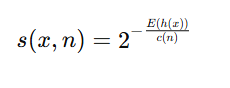 s(x, n) = 2^{-\frac{E(h(x))}{c(n)}}